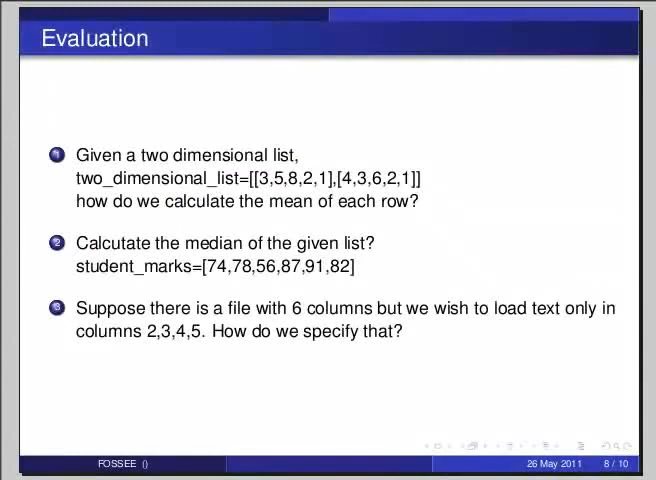 Evaluation
1 Given a two dimensional list,
two_dimensional_list=[[3,5,8,2,1],[4,3,6,2,1]]
how do we calculate the mean of each row?
2 Calcutate the median of the given list?
student_marks=[74,78,56,87,91,82]
3 Suppose there is a file with 6 columns but we wish to load text only in
columns 2,3,4,5. How do we specify that?
FOSSEE () 26 May 2011 8 / 10